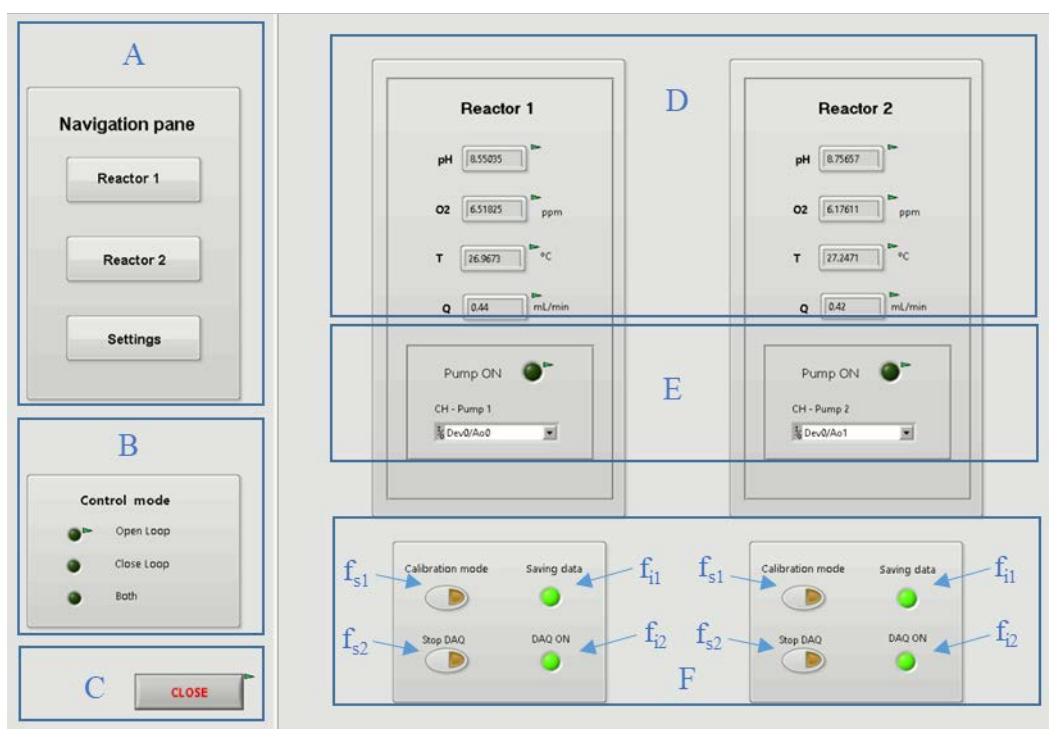 A
Navigation pane
Reactor 1
Reactor 2
Settings
B
Control mode
Open Loop
Close Loop
Both
C
CLOSE
D
Reactor 1
pH 8.55035
O2 6.51825 ppm
T 26.9673 °C
Q 0.44 mL/min
Reactor 2
pH 8.75657
O2 6.17611 ppm
T 27.2471 °C
Q 0.42 mL/min
E
Pump ON
CH - Pump 1
Dev0/Ao0
Pump ON
CH - Pump 2
Dev0/Ao1
fs1 Calibration mode Saving data fi1
fs2 Stop DAQ DAQ ON fi2
fs1 Calibration mode Saving data fi1
fs2 Stop DAQ DAQ ON fi2
F